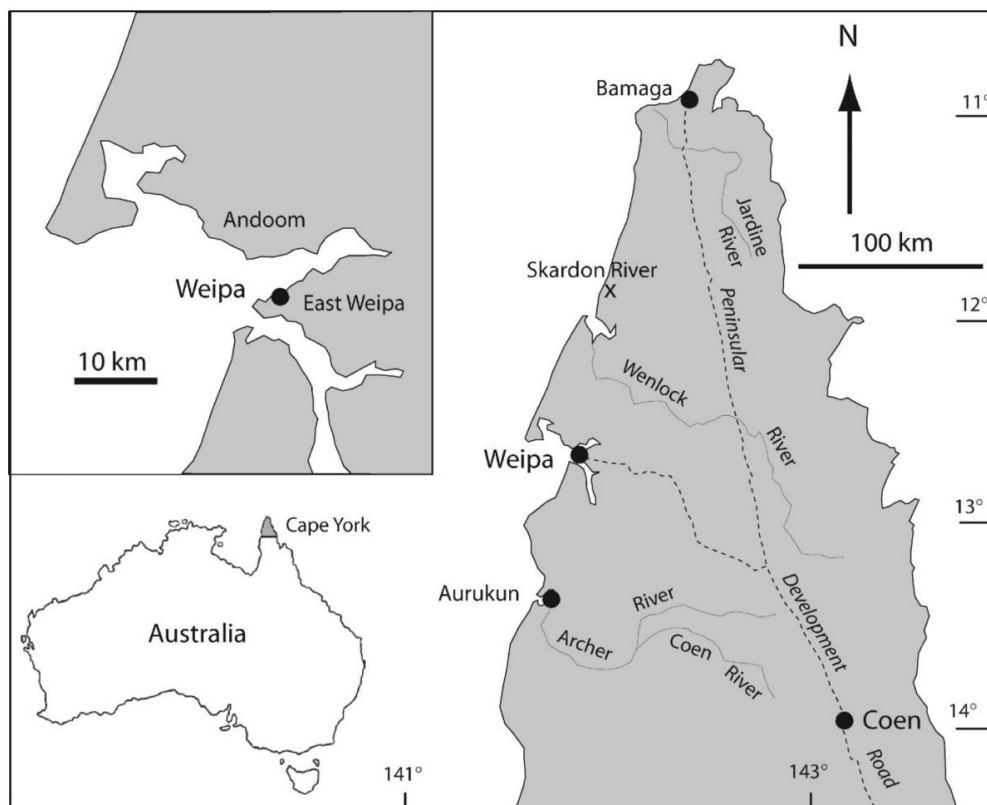 Andoom
Weipa
East Weipa
10 km
Cape York
Australia
N
Bamaga
11°
Jardine
River
100 km
Skardon River
x
12°
Peninsular
Wenlock
River
Weipa
13°
Aurukun
River
Development
Archer
Coen
River
Coen
14°
Road
141°
143°